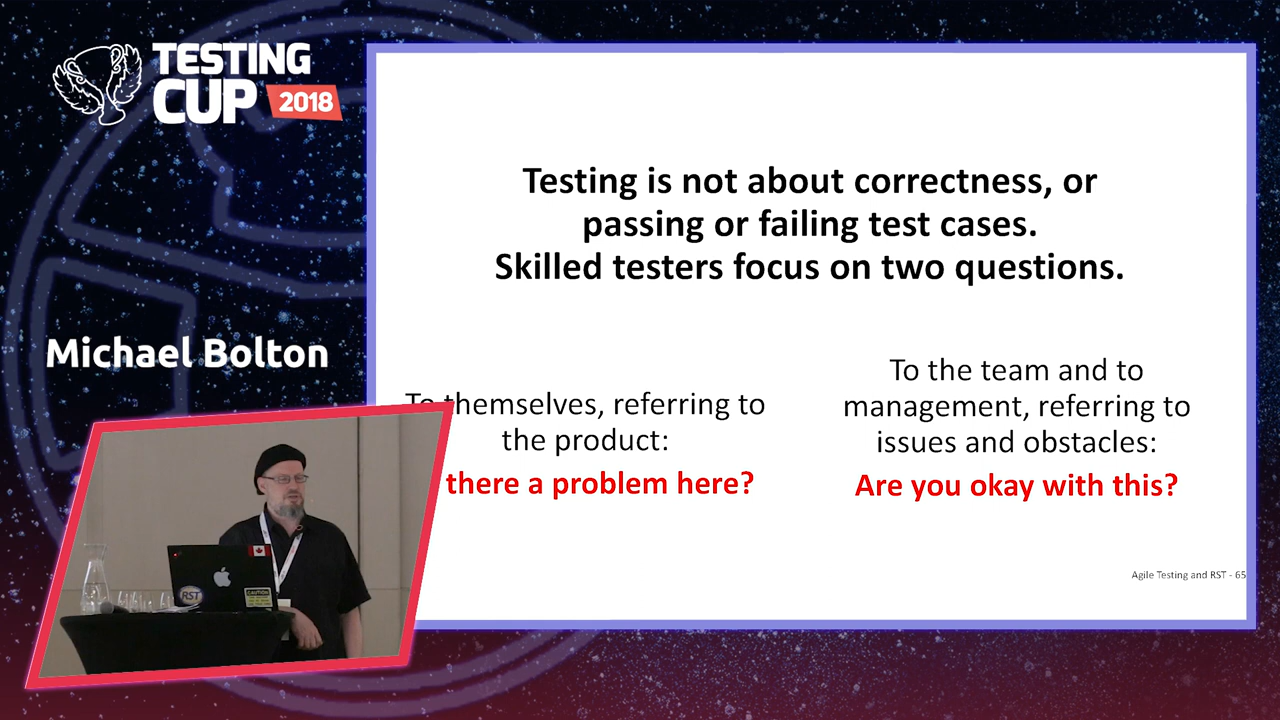 TESTING
CUP
2018
Testing is not about correctness, or
passing or failing test cases.
Skilled testers focus on two questions.
Michael Bolton
To themselves, referring to
the product:
there a problem here?
To the team and to
management, referring to
issues and obstacles:
Are you okay with this?
Agile Testing and RST - 65
RST
CAUTION